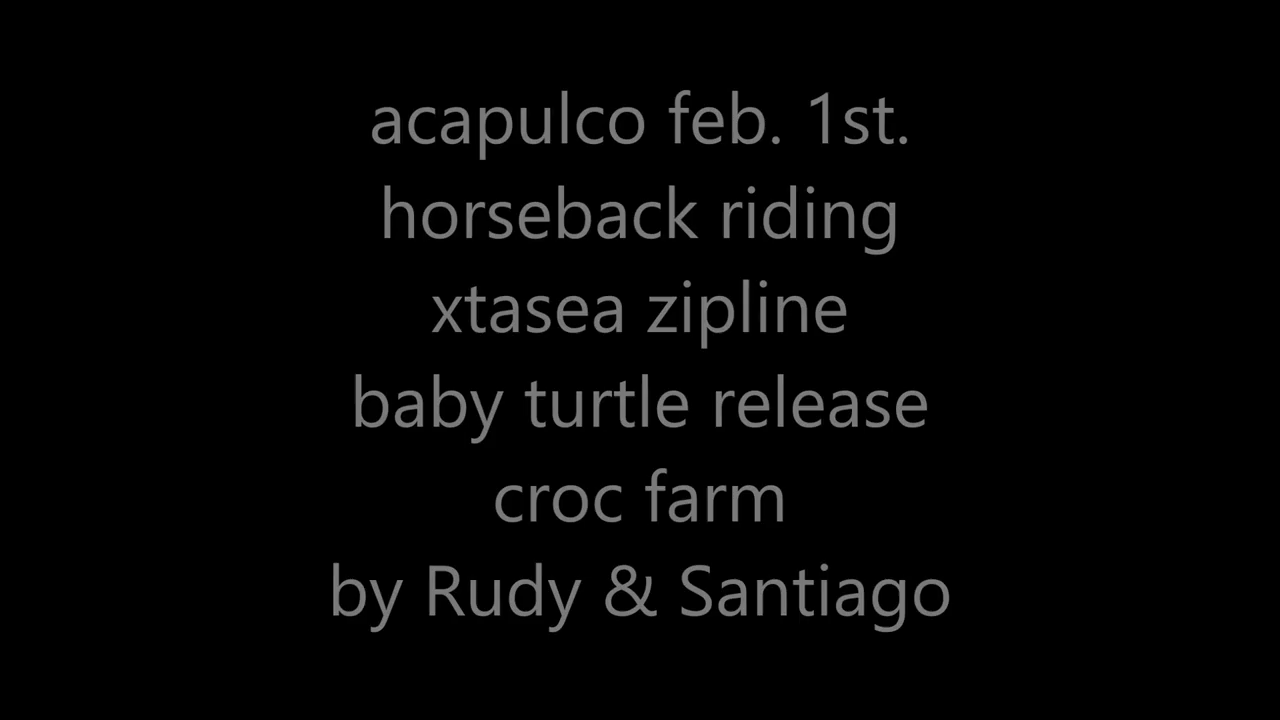 acapulco feb. 1st.
horseback riding
xtasea zipline
baby turtle release
croc farm
by Rudy & Santiago